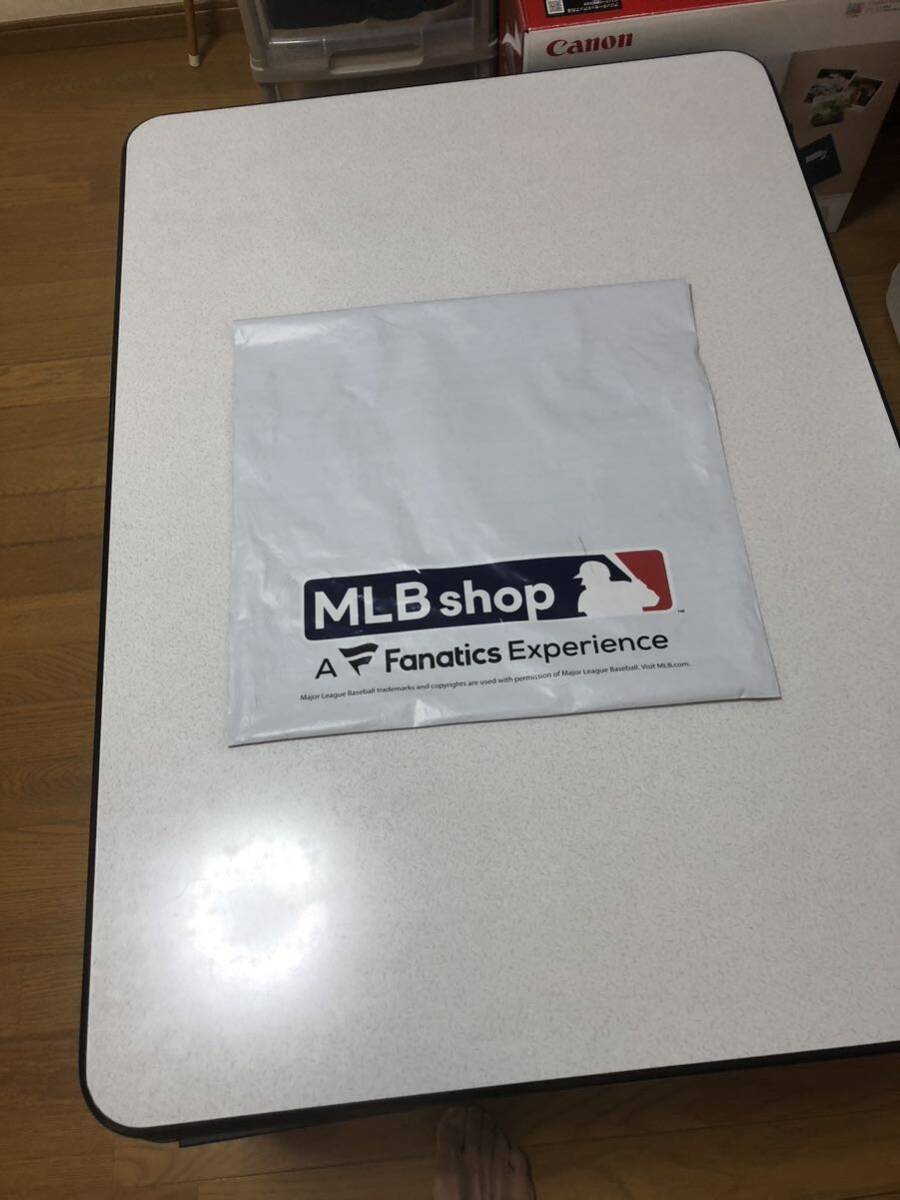 Canon
MLB shop
A Fanatics Experience
Major League Baseball trademarks and copyrights are used with permission of Major League Baseball. Visit MLB.com.